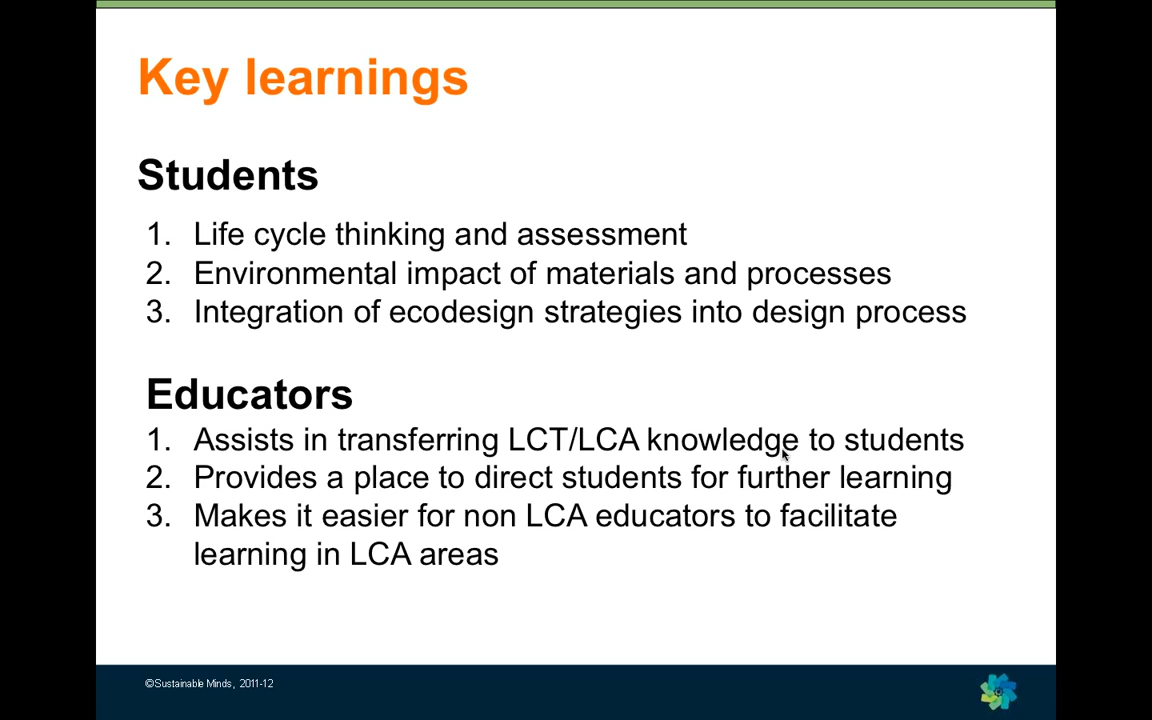 Key learnings
Students
1. Life cycle thinking and assessment
2. Environmental impact of materials and processes
3. Integration of ecodesign strategies into design process
Educators
1. Assists in transferring LCT/LCA knowledge to students
2. Provides a place to direct students for further learning
3. Makes it easier for non LCA educators to facilitate
learning in LCA areas
©Sustainable Minds, 2011-12